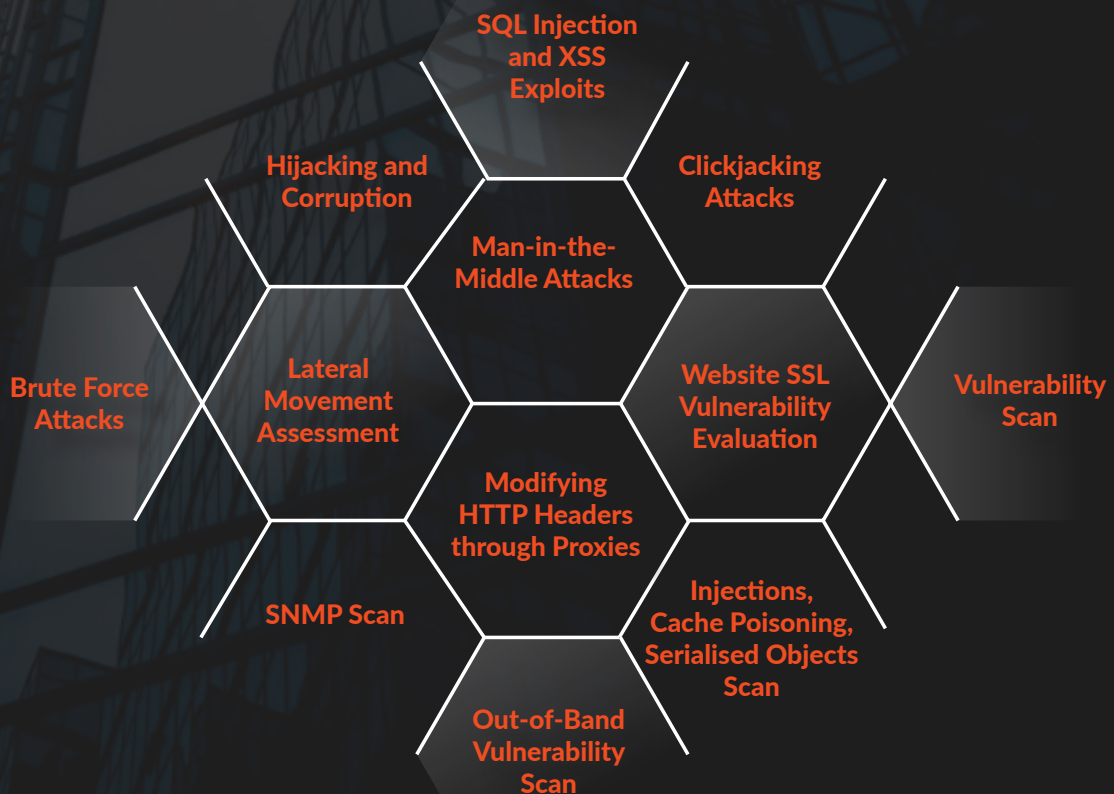 SQL Injection
and XSS
Exploits
Hijacking and
Corruption
Clickjacking
Attacks
Man-in-the-
Middle Attacks
Brute Force
Attacks
Lateral
Movement
Assessment
Website SSL
Vulnerability
Evaluation
Vulnerability
Scan
Modifying
HTTP Headers
through Proxies
SNMP Scan
Injections,
Cache Poisoning,
Serialised Objects
Scan
Out-of-Band
Vulnerability
Scan